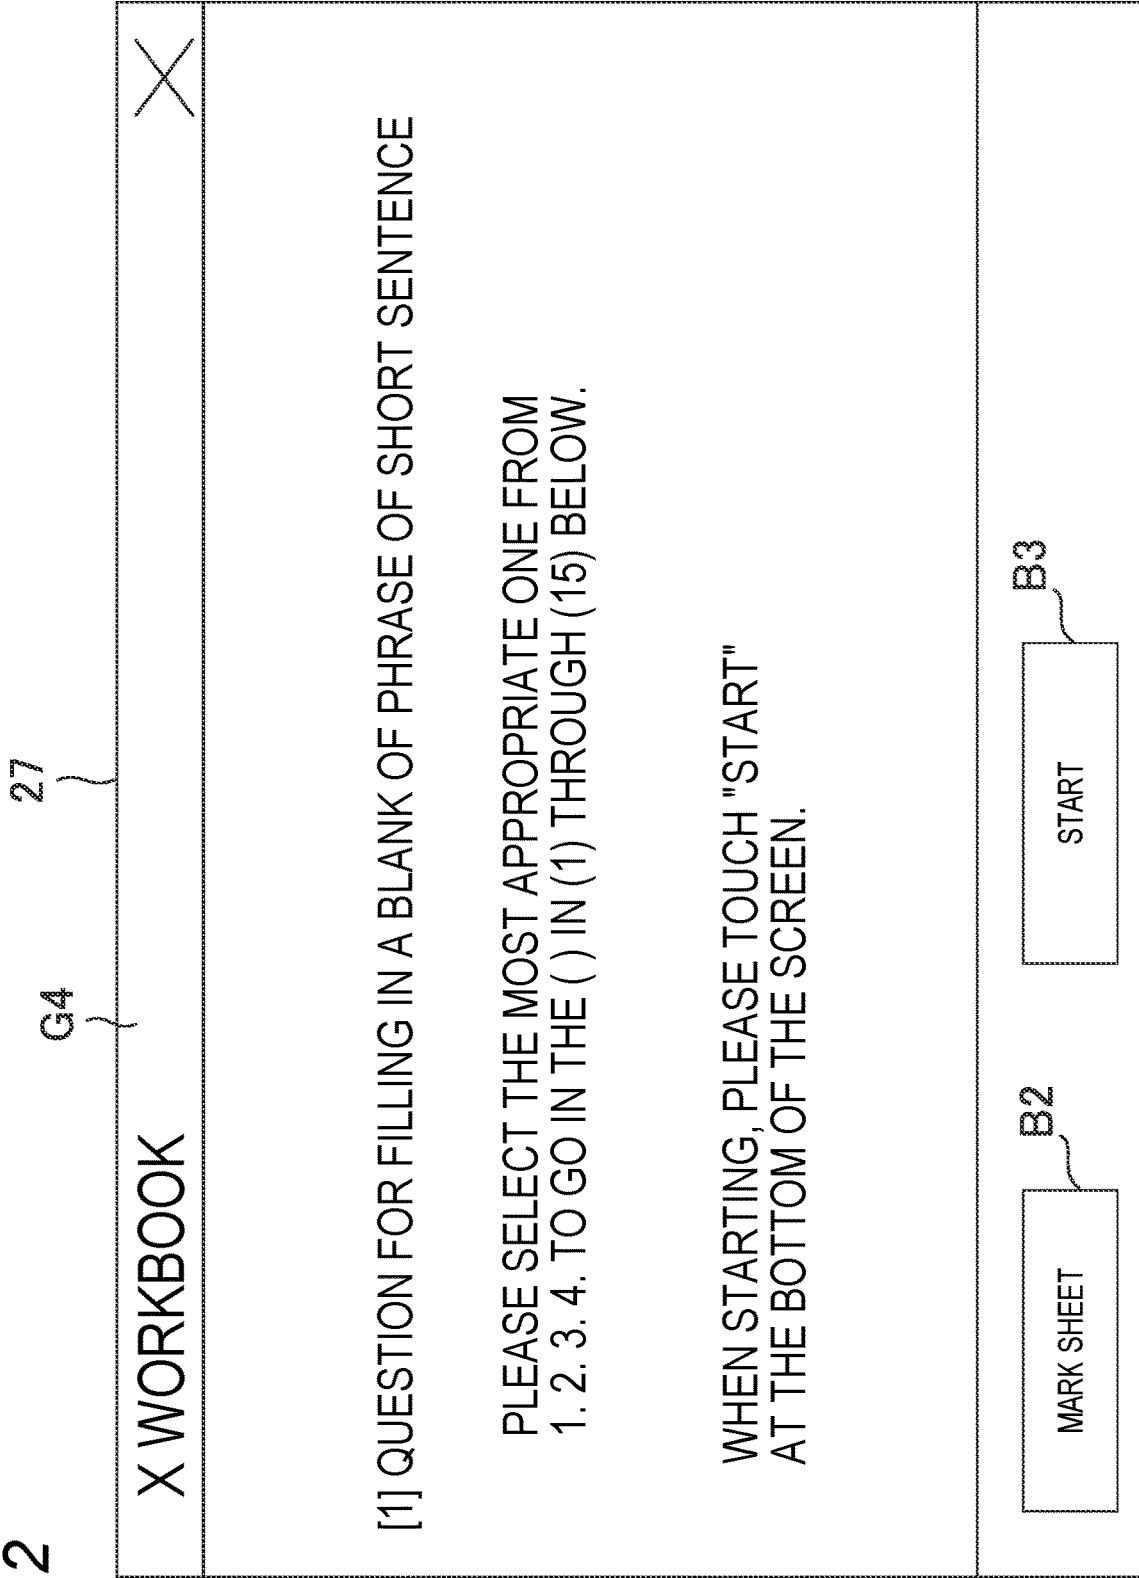 2
27
G4
X WORKBOOK
[1] QUESTION FOR FILLING IN A BLANK OF PHRASE OF SHORT SENTENCE
PLEASE SELECT THE MOST APPROPRIATE ONE FROM
1. 2. 3. 4. TO GO IN THE ( ) IN (1) THROUGH (15) BELOW.
WHEN STARTING, PLEASE TOUCH "START"
AT THE BOTTOM OF THE SCREEN.
B2
B3
MARK SHEET
START